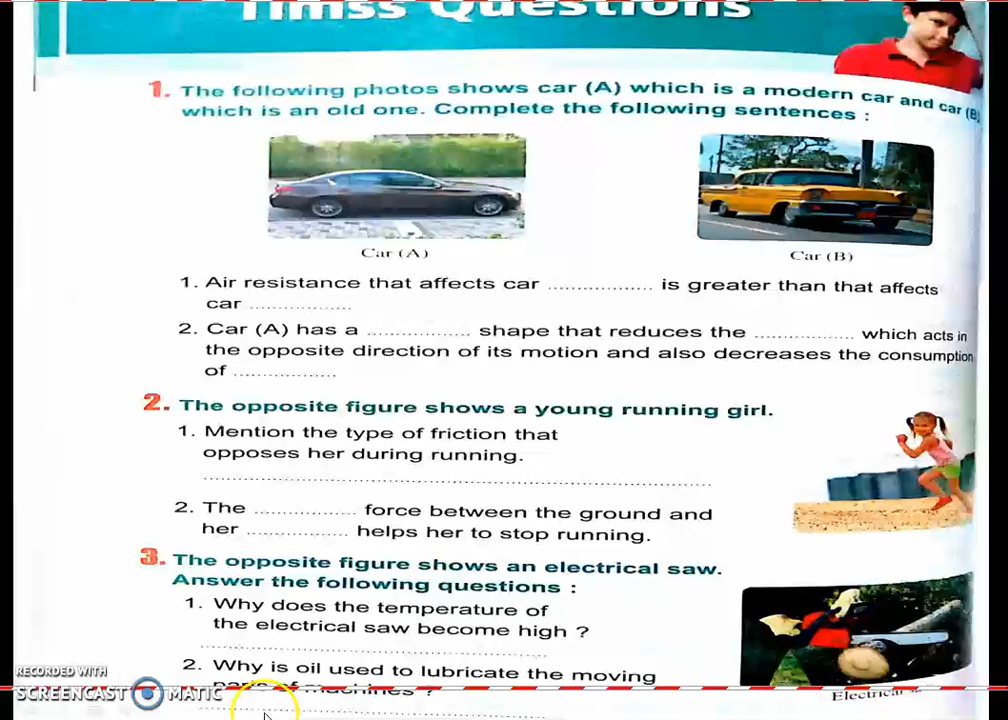 Timss Questions
1. The following photos shows car (A) which is a modern car and car (B)
which is an old one. Complete the following sentences :
Car (A)
Car (B)
1. Air resistance that affects car .................. is greater than that affects
car ..................
2. Car (A) has a .................. shape that reduces the .................. which acts in
the opposite direction of its motion and also decreases the consumption
of ..................
2. The opposite figure shows a young running girl.
1. Mention the type of friction that
opposes her during running.
2. The .................. force between the ground and
her .................. helps her to stop running.
3. The opposite figure shows an electrical saw.
Answer the following questions :
1. Why does the temperature of
the electrical saw become high ?
2. Why is oil used to lubricate the moving
parts of machines ?
Electrical
RECORDED WITH
SCREENCAST MATIC